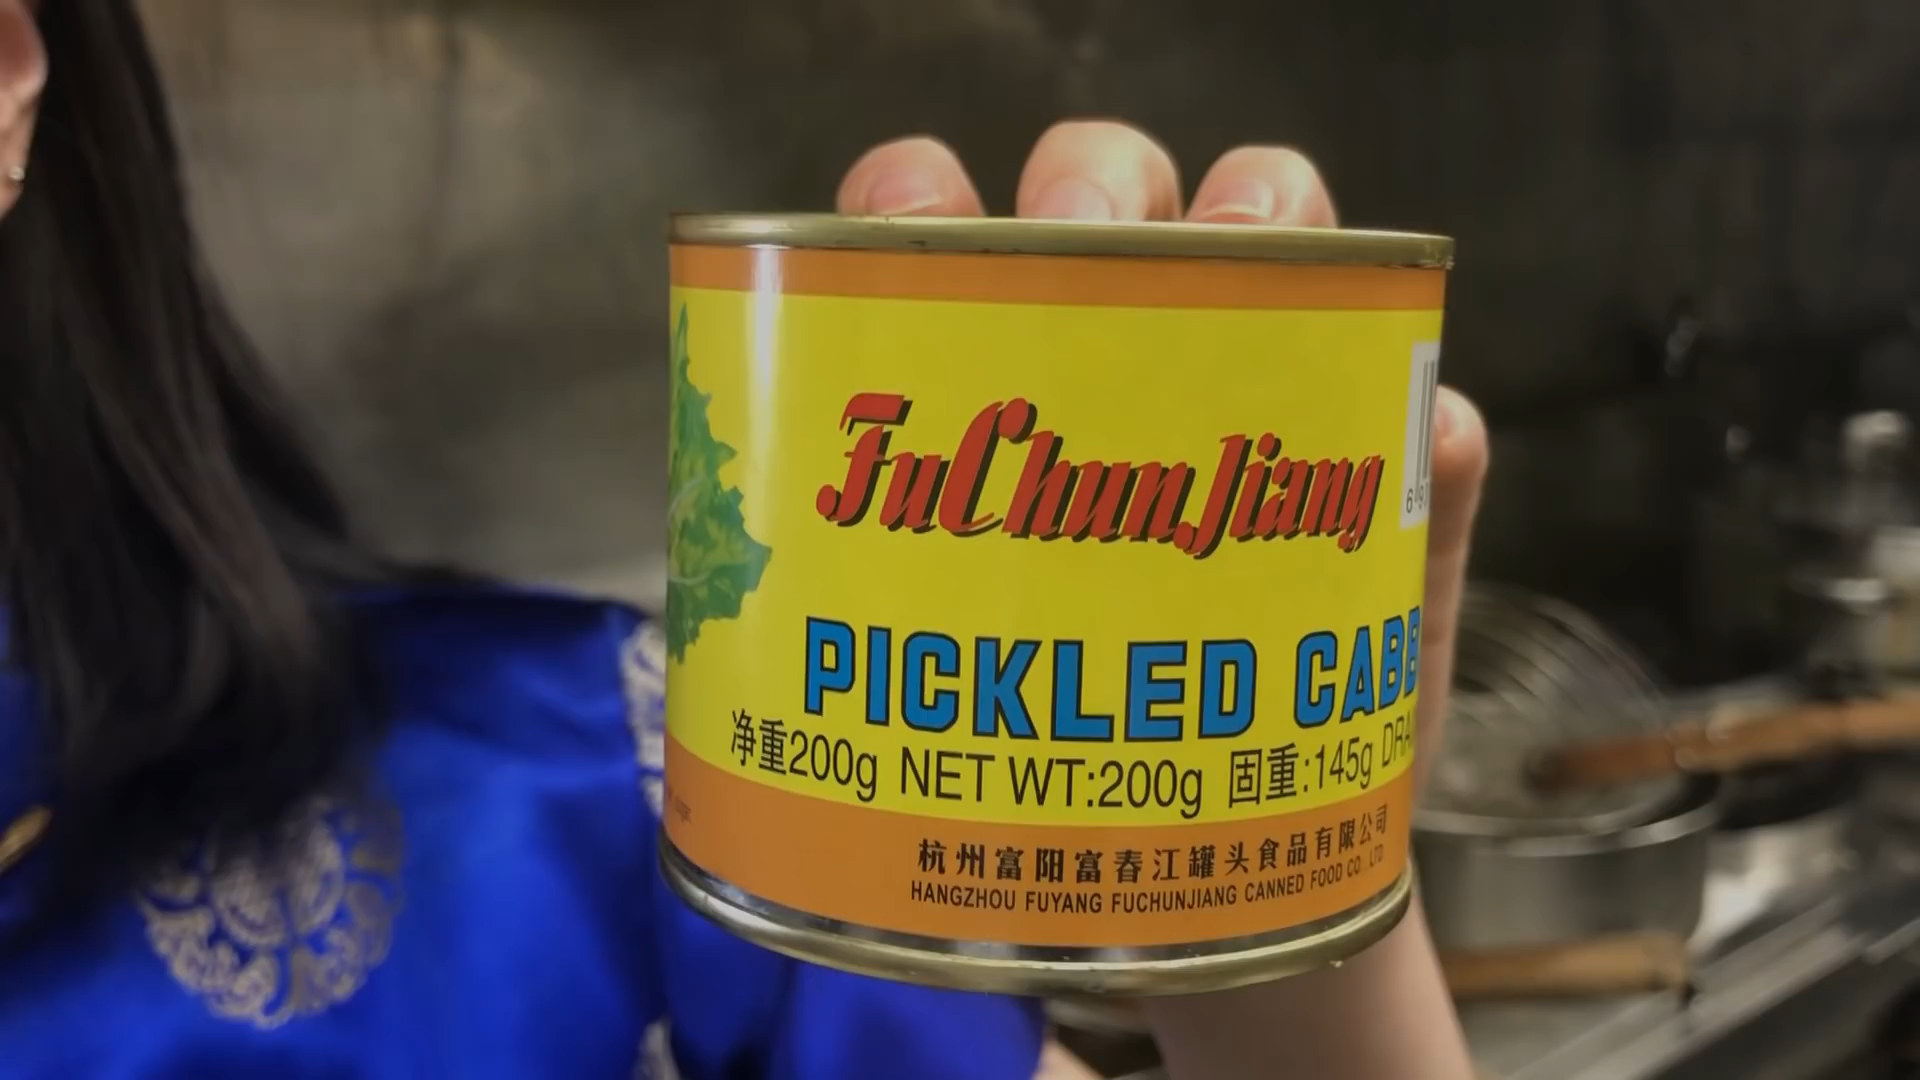 FuChunJiang
PICKLED CABB
净重200g NET WT:200g 固重:145g DRA
杭州富阳富春江罐头食品有限公司
HANGZHOU FUYANG FUCHUNJIANG CANNED FOOD CO., LTD.